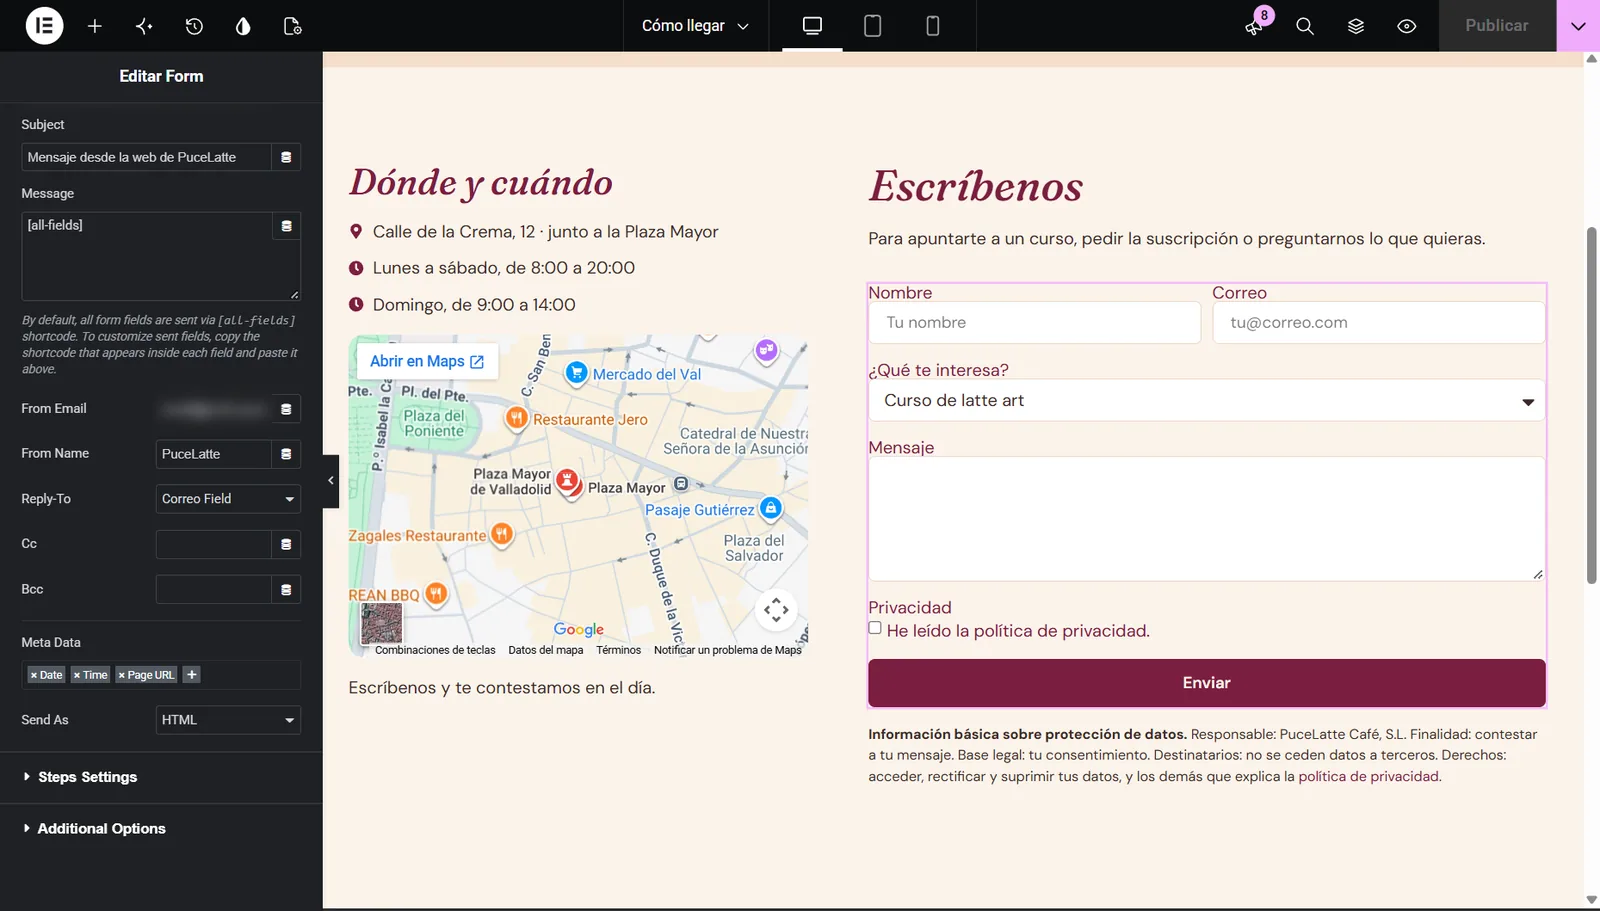 Cómo llegar
8
Publicar
Editar Form
Subject
Mensaje desde la web de PuceLatte
Message
[all-fields]
By default, all form fields are sent via [all-fields]
shortcode. To customize sent fields, copy the
shortcode that appears inside each field and paste it
above.
From Email
From Name
PuceLatte
Reply-To
Correo Field
Cc
Bcc
Meta Data
× Date × Time × Page URL +
Send As
HTML
Steps Settings
Additional Options
Dónde y cuándo
Calle de la Crema, 12 · junto a la Plaza Mayor
Lunes a sábado, de 8:00 a 20:00
Domingo, de 9:00 a 14:00
Abrir en Maps
C. San Ben
Mercado del Val
Pte.
P.º Isabel la Ca
Pl. del Pte.
Plaza del
Poniente
Restaurante Jero
Catedral de Nuestra
Señora de la Asunción
Plaza Mayor
de Valladolid
Plaza Mayor
Pasaje Gutiérrez
Zagales Restaurante
Plaza del
Salvador
C. Duque de la Vic
REAN BBQ
Google
Combinaciones de teclas
Datos del mapa
Términos
Notificar un problema de Maps
Escríbenos y te contestamos en el día.
Escríbenos
Para apuntarte a un curso, pedir la suscripción o preguntarnos lo que quieras.
Nombre
Correo
Tu nombre
tu@correo.com
¿Qué te interesa?
Curso de latte art
Mensaje
Privacidad
He leído la política de privacidad.
Enviar
Información básica sobre protección de datos. Responsable: PuceLatte Café, S.L. Finalidad: contestar
a tu mensaje. Base legal: tu consentimiento. Destinatarios: no se ceden datos a terceros. Derechos:
acceder, rectificar y suprimir tus datos, y los demás que explica la política de privacidad.